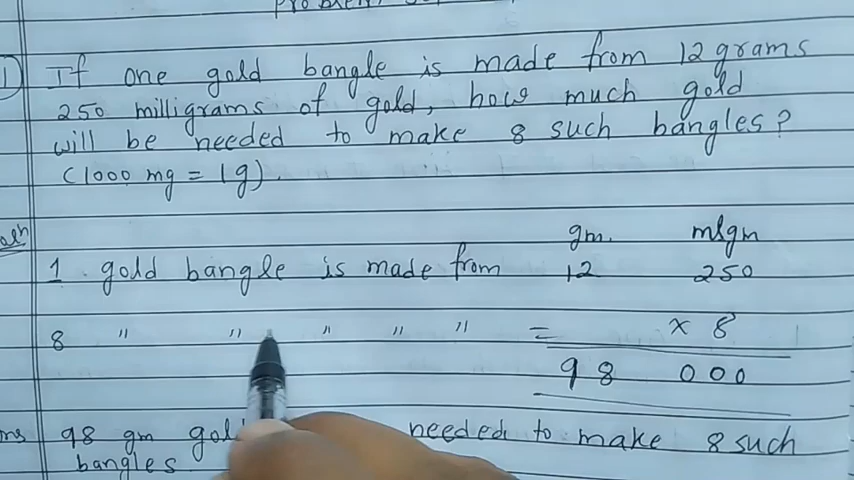 1) If one gold bangle is made from 12 grams
250 milligrams of gold, how much gold
will be needed to make 8 such bangles?
(1000 mg = 1g).
gm. mlgm
1 gold bangle is made from 12 250
8 " " " " " = x 8
98 000
98 gm needed to make 8 such
bangles